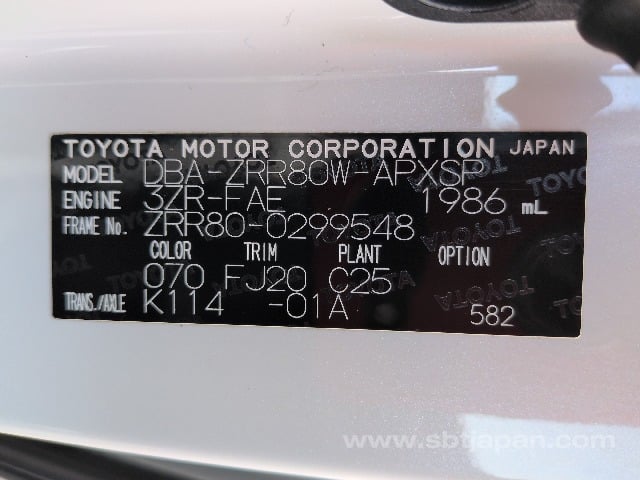 TOYOTA MOTOR CORPORATION JAPAN
MODEL DBA-ZRR80W-APXSP
ENGINE 3ZR-FAE 1986 mL
FRAME No. ZRR80-0299548
COLOR TRIM PLANT OPTION
070 FJ20 C25
TRANS./AXLE K114 -01A 582
www.sbtjapan.com